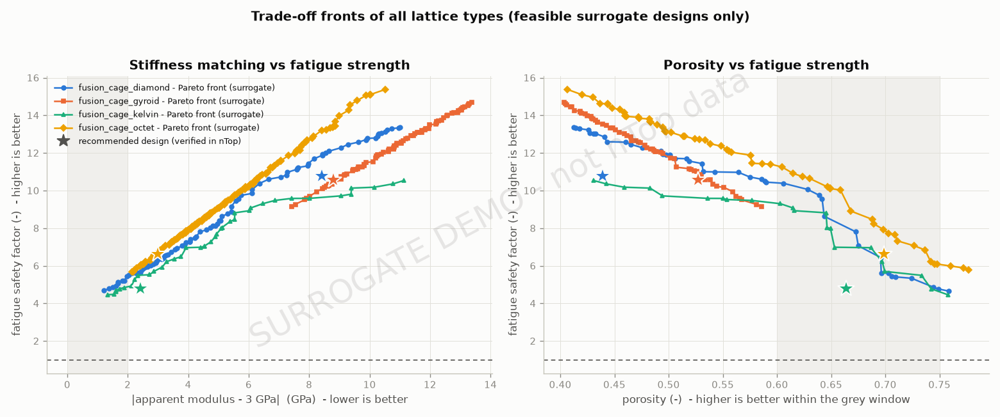 Trade-off fronts of all lattice types (feasible surrogate designs only)
Stiffness matching vs fatigue strength
fusion_cage_diamond - Pareto front (surrogate)
fusion_cage_gyroid - Pareto front (surrogate)
fusion_cage_kelvin - Pareto front (surrogate)
fusion_cage_octet - Pareto front (surrogate)
recommended design (verified in nTop)
fatigue safety factor (-)  - higher is better
16
14
12
10
8
6
4
2
0
2
4
6
8
10
12
14
|apparent modulus - 3 GPa|  (GPa)  - lower is better
Porosity vs fatigue strength
fatigue safety factor (-)  - higher is better
16
14
12
10
8
6
4
2
0.40
0.45
0.50
0.55
0.60
0.65
0.70
0.75
porosity (-)  - higher is better within the grey window
SURROGATE DEMO - not nTop data